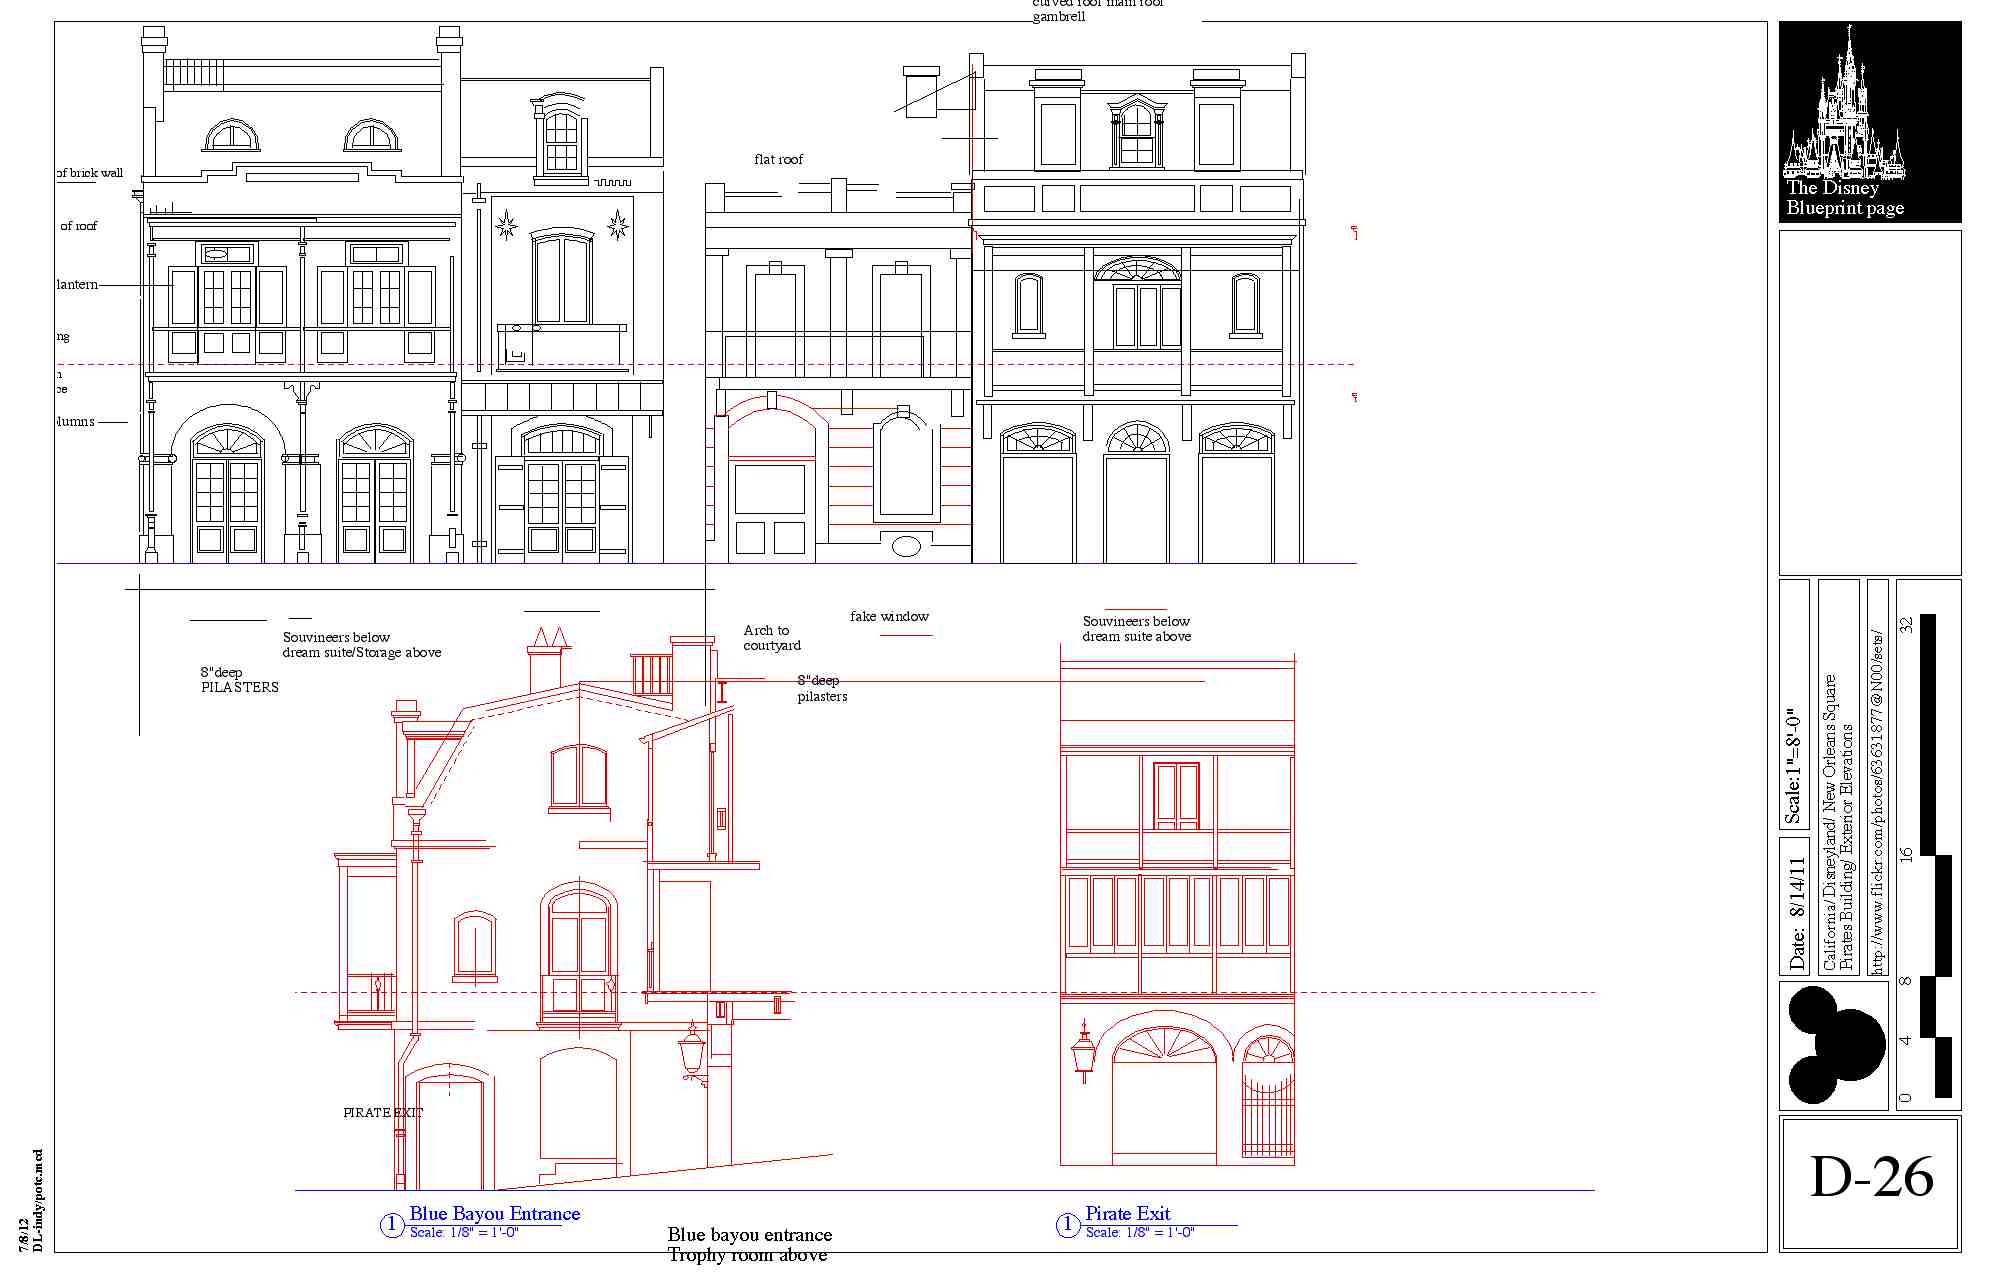 curved roof main roof
gambrell
flat roof
of brick wall
of roof
lantern
ng
ce
lumns
Souvineers below
dream suite/Storage above
8"deep
PILASTERS
Arch to
courtyard
fake window
8"deep
pilasters
Souvineers below
dream suite above
PIRATE EXIT
1 Blue Bayou Entrance
Scale: 1/8" = 1'-0"
Blue bayou entrance
Trophy room above
1 Pirate Exit
Scale: 1/8" = 1'-0"
7/8/12
DL-indy/potc.mcd
The Disney
Blueprint page
Scale:1"=8'-0"
Date: 8/14/11
California/Disneyland/ New Orleans Square
Pirates Building/ Exterior Elevations
http://www.flickr.com/photos/63631877@N00/sets/
32
16
8
4
0
D-26